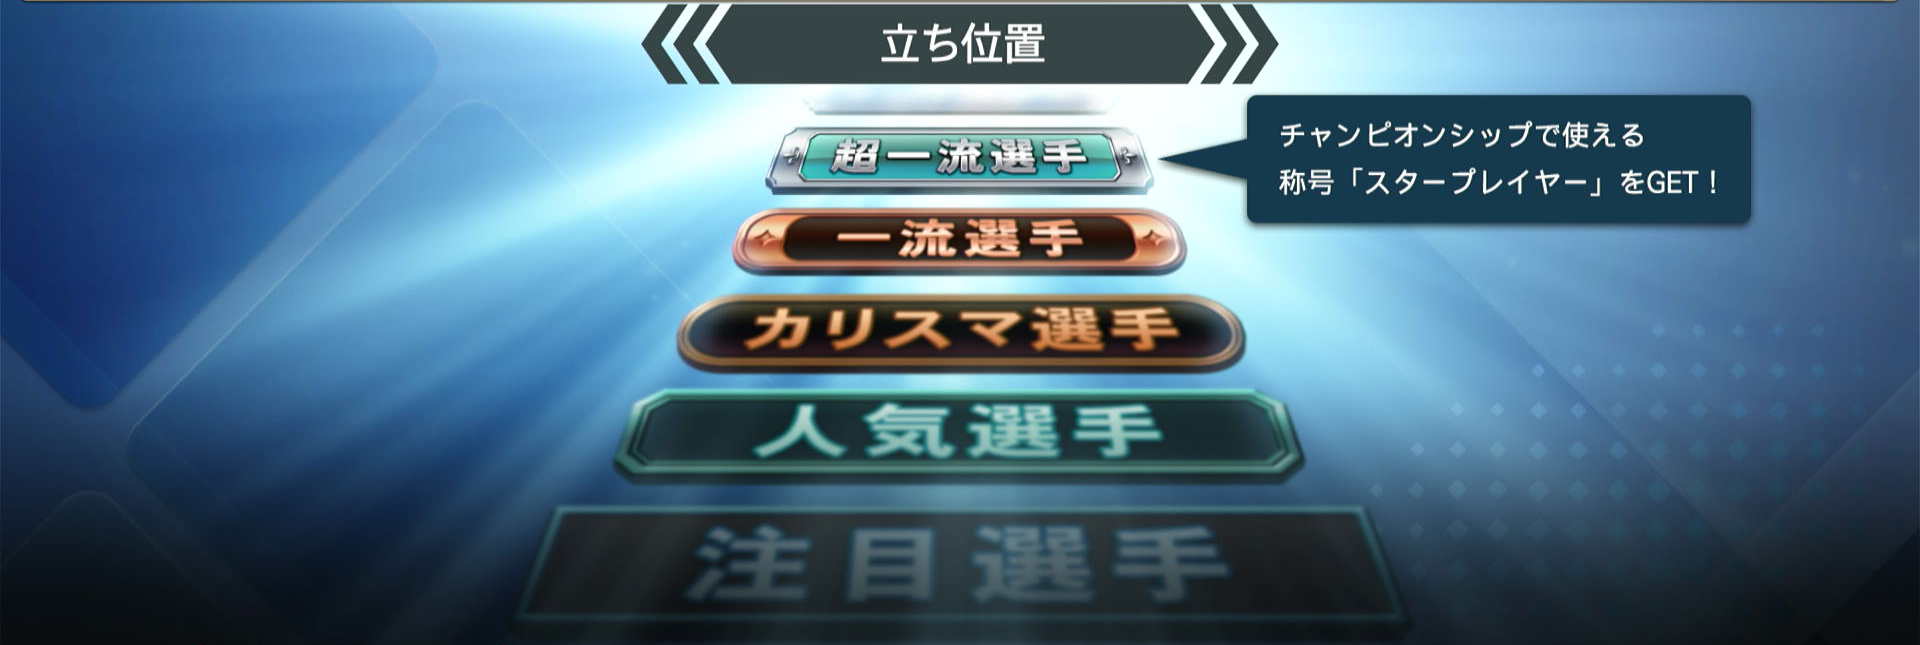 立ち位置
超一流選手
チャンピオンシップで使える
称号「スタープレイヤー」をGET！
一流選手
カリスマ選手
人気選手
注目選手